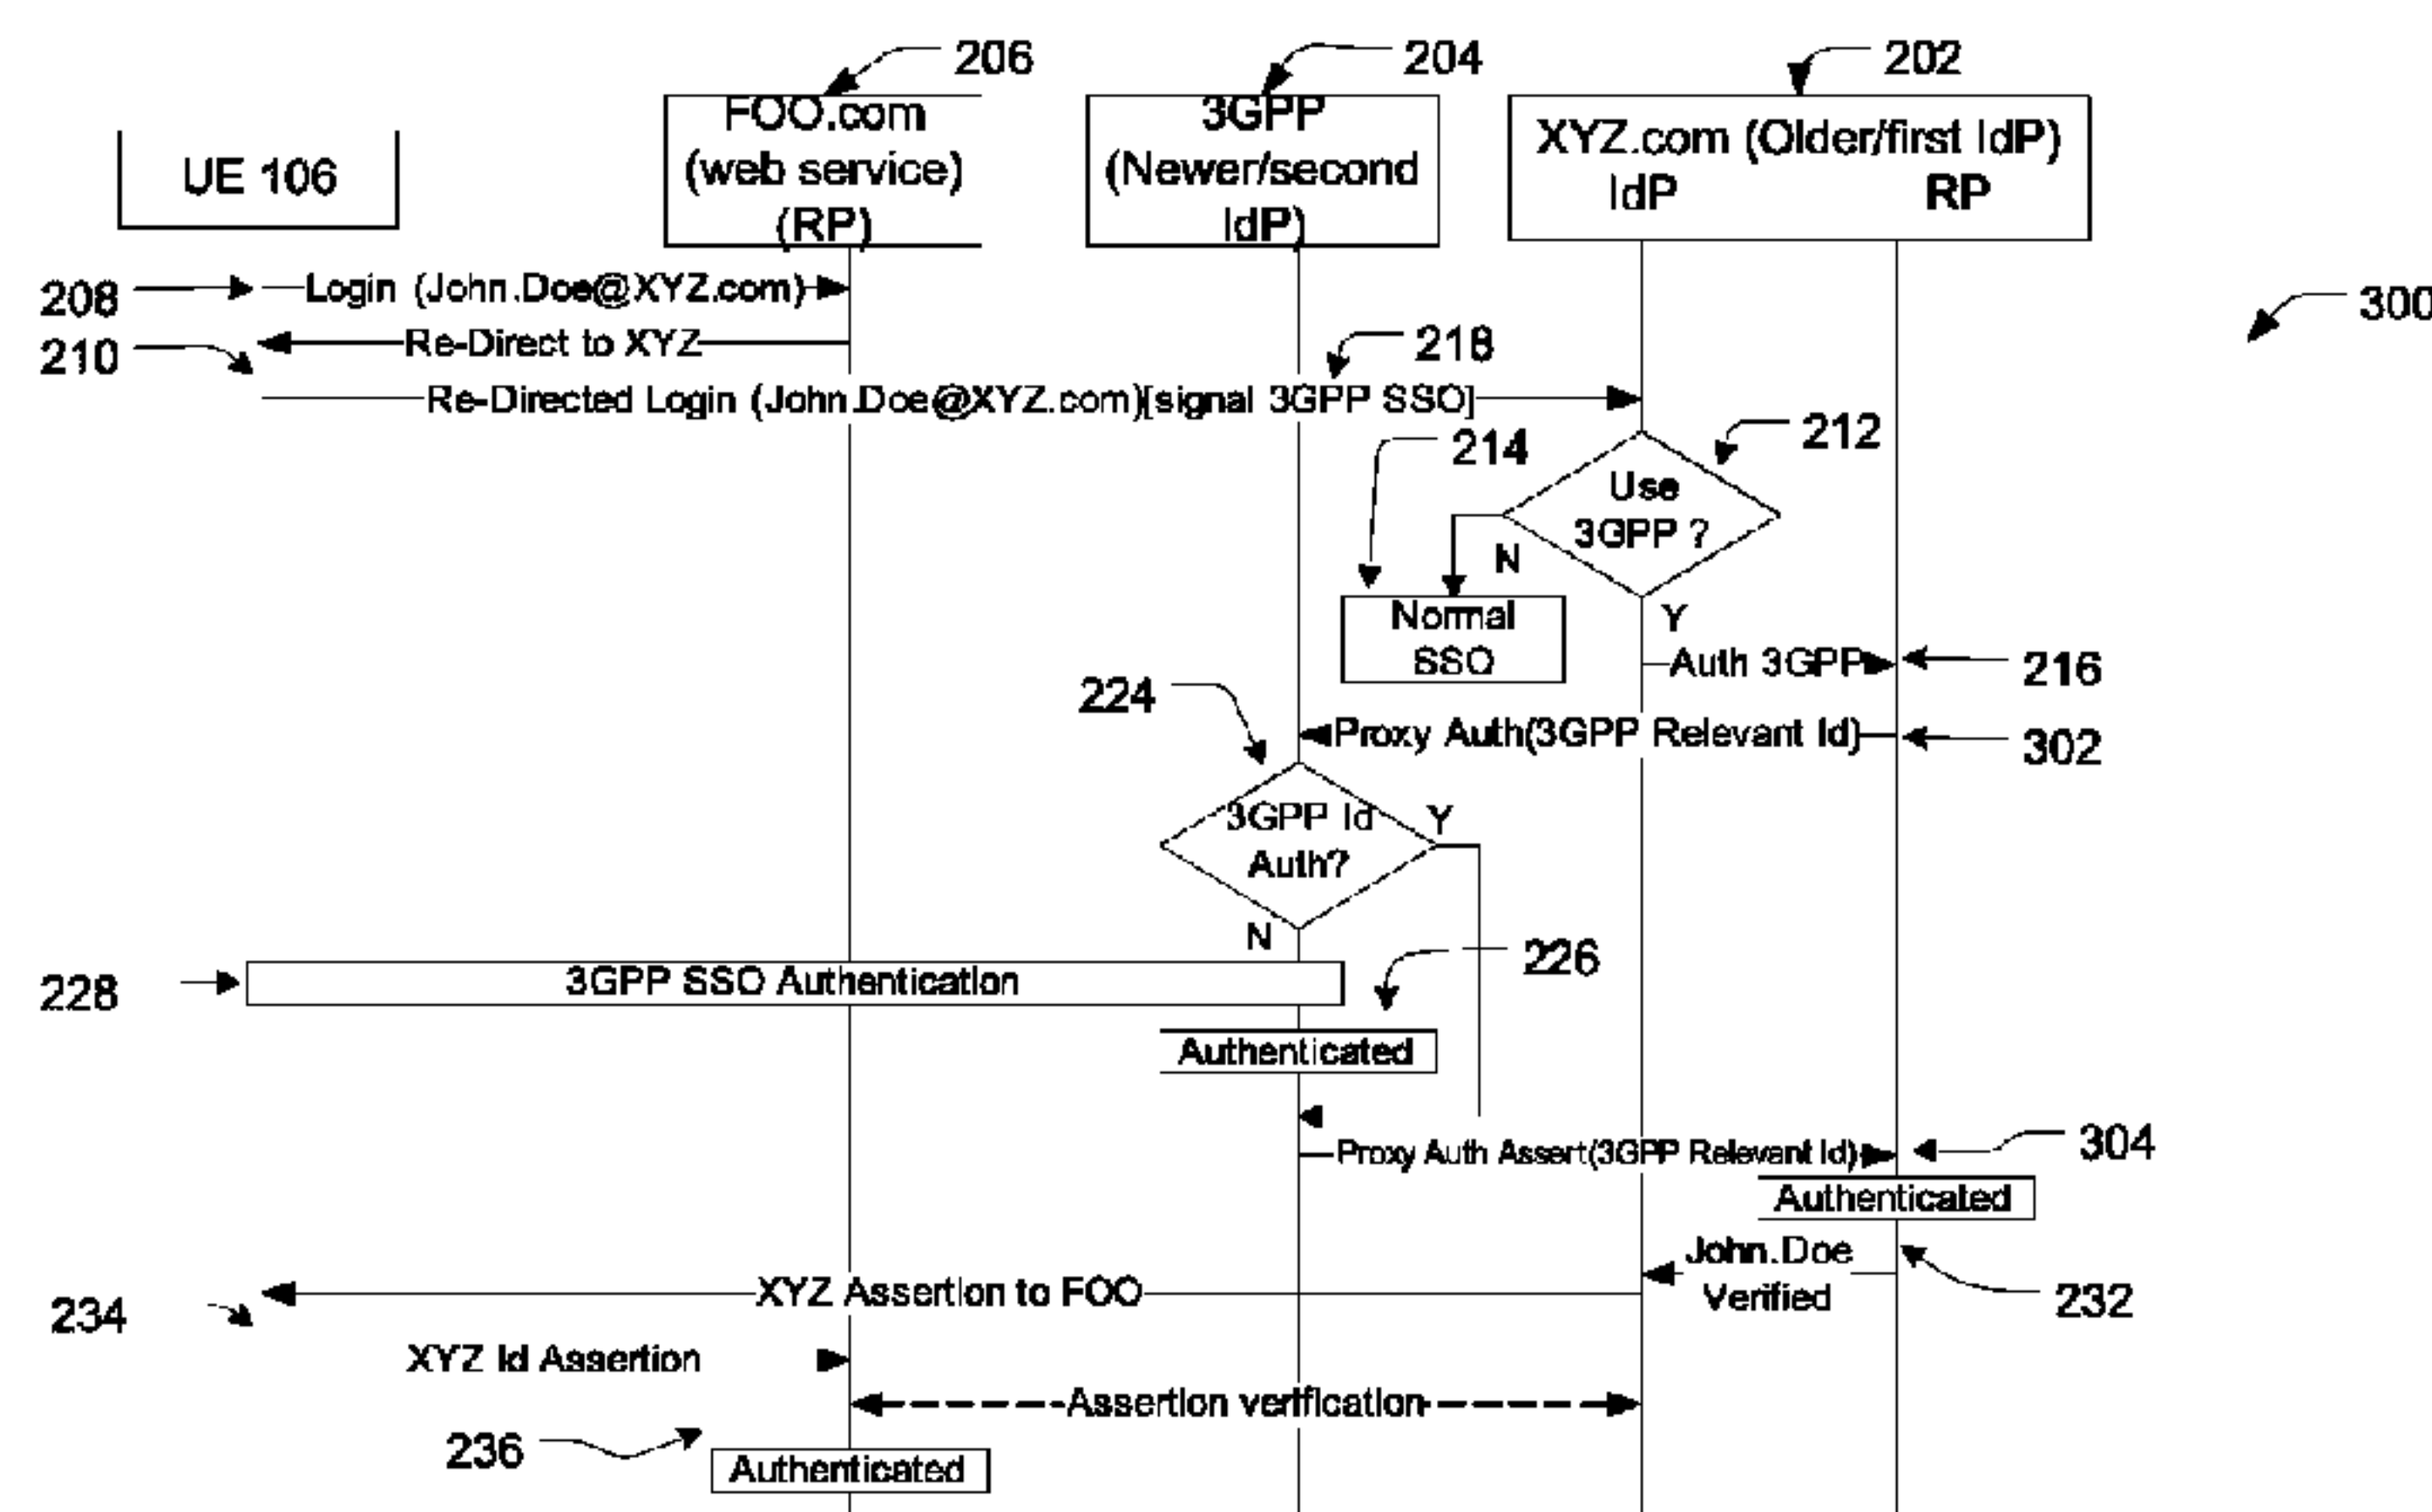 206
204
202
UE 106
FOO.com
(web service)
(RP)
3GPP
(Newer/second
IdP)
XYZ.com (Older/first IdP)
IdP RP
208
Login (John.Doe@XYZ.com)
300
210
Re-Direct to XYZ
218
Re-Directed Login (John.Doe@XYZ.com)[signal 3GPP SSO]
214
212
Use
3GPP ?
N
Y
Normal
SSO
Auth 3GPP
216
224
Proxy Auth(3GPP Relevant Id)
302
3GPP Id
Auth?
Y
N
226
228
3GPP SSO Authentication
Authenticated
Proxy Auth Assert(3GPP Relevant Id)
304
Authenticated
John.Doe
Verified
232
234
XYZ Assertion to FOO
XYZ Id Assertion
Assertion verification
236
Authenticated